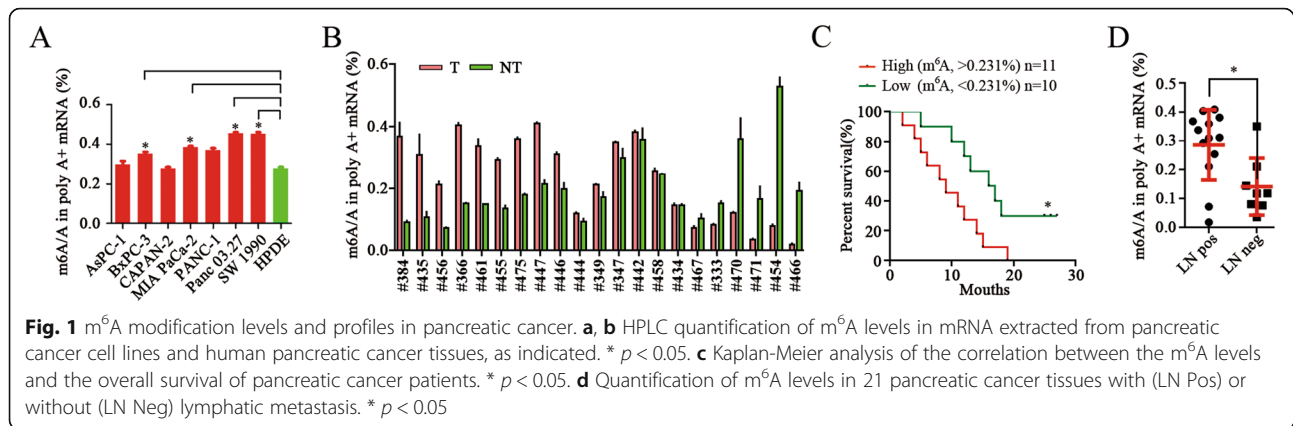 A
m6A/A in poly A+ mRNA (%)
0.6
0.4
0.2
0.0
* * * *
AsPC-1
BxPC-3
CAPAN-2
MIA PaCa-2
PANC-1
Panc 03.27
SW 1990
HPDE
B
m6A/A in poly A+ mRNA (%)
T NT
0.6
0.4
0.2
0.0
#384
#435
#456
#366
#461
#455
#475
#447
#446
#444
#349
#347
#442
#458
#434
#467
#333
#470
#471
#454
#466
C
High (m⁶A, >0.231%) n=11
Low (m⁶A, <0.231%) n=10
Percent survival(%)
100
80
60
40
20
0
*
0 10 20 30
Mouths
D
m6A/A in poly A+ mRNA (%)
*
0.5
0.4
0.3
0.2
0.1
0.0
LN pos
LN neg
Fig. 1 m⁶A modification levels and profiles in pancreatic cancer. a, b HPLC quantification of m⁶A levels in mRNA extracted from pancreatic
cancer cell lines and human pancreatic cancer tissues, as indicated. * p < 0.05. c Kaplan-Meier analysis of the correlation between the m⁶A levels
and the overall survival of pancreatic cancer patients. * p < 0.05. d Quantification of m⁶A levels in 21 pancreatic cancer tissues with (LN Pos) or
without (LN Neg) lymphatic metastasis. * p < 0.05